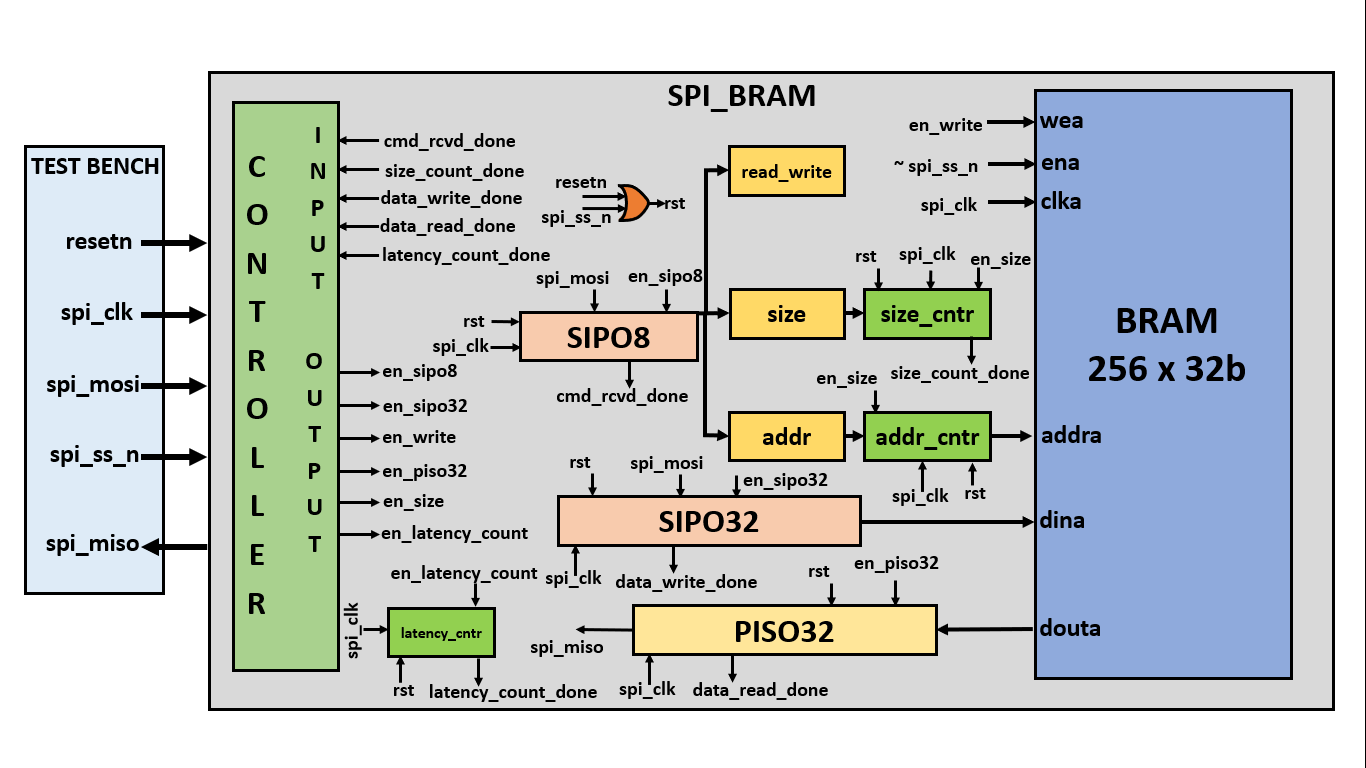 SPI_BRAM
TEST BENCH
resetn
spi_clk
spi_mosi
spi_ss_n
spi_miso
CONTROLLER
INPUT
OUTPUT
cmd_rcvd_done
size_count_done
data_write_done
data_read_done
latency_count_done
en_sipo8
en_sipo32
en_write
en_piso32
en_size
en_latency_count
resetn
spi_ss_n
rst
spi_mosi
en_sipo8
rst
spi_clk
SIPO8
cmd_rcvd_done
read_write
size
rst
spi_clk
en_size
size_cntr
size_count_done
en_size
addr
addr_cntr
spi_clk
rst
rst
spi_mosi
en_sipo32
SIPO32
spi_clk
data_write_done
en_latency_count
spi_clk
latency_cntr
rst
latency_count_done
rst
en_piso32
PISO32
spi_miso
spi_clk
data_read_done
en_write
~ spi_ss_n
spi_clk
wea
ena
clka
BRAM
256 x 32b
addra
dina
douta